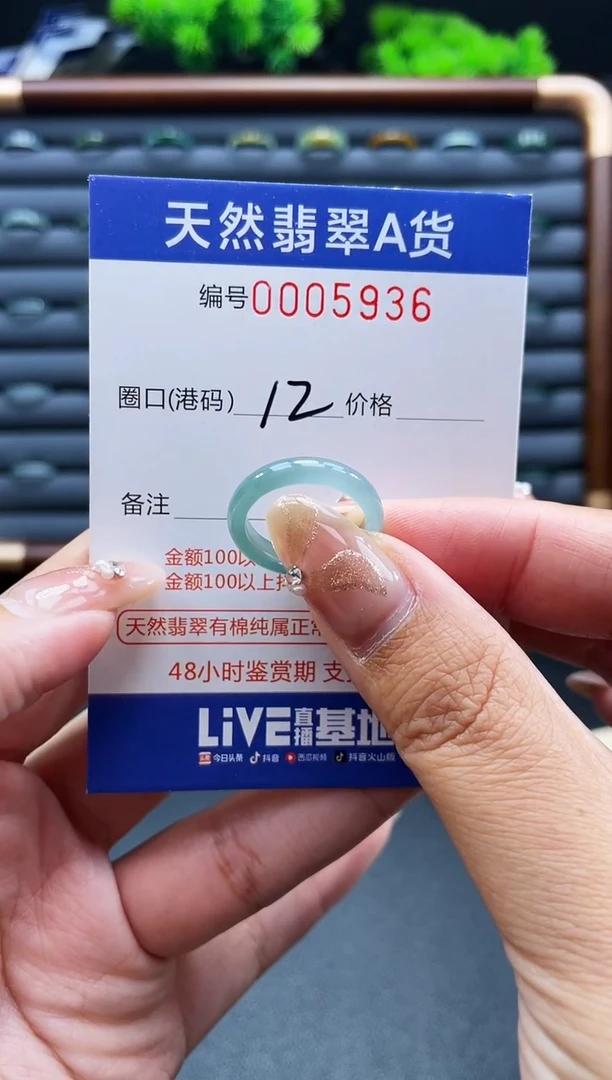 天然翡翠A货
编号0005936
圈口(港码) 12 价格
备注
金额100以
金额100以上
天然翡翠有棉纯属正常
48小时鉴赏期 支
LiVE直播基地
今日头条 抖音 西瓜视频 抖音火山版